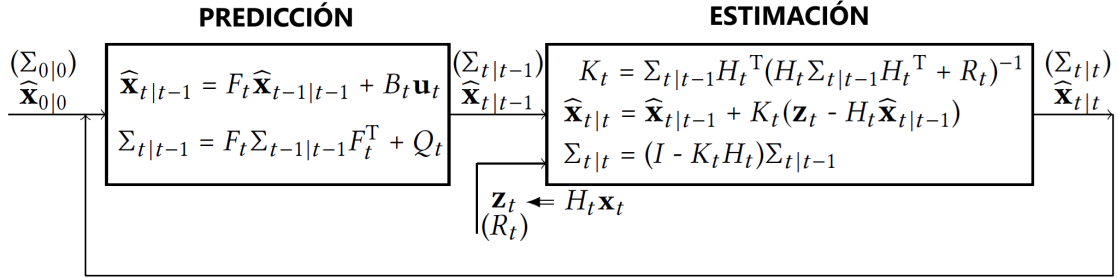 PREDICCIÓN
ESTIMACIÓN
(Σ₀|₀)
x̂₀|₀
x̂ₜ|ₜ₋₁ = Fₜx̂ₜ₋₁|ₜ₋₁ + Bₜuₜ
Σₜ|ₜ₋₁ = FₜΣₜ₋₁|ₜ₋₁Fₜᵀ + Qₜ
(Σₜ|ₜ₋₁)
x̂ₜ|ₜ₋₁
Kₜ = Σₜ|ₜ₋₁Hₜᵀ(HₜΣₜ|ₜ₋₁Hₜᵀ + Rₜ)⁻¹
x̂ₜ|ₜ = x̂ₜ|ₜ₋₁ + Kₜ(zₜ - Hₜx̂ₜ|ₜ₋₁)
Σₜ|ₜ = (I - KₜHₜ)Σₜ|ₜ₋₁
(Σₜ|ₜ)
x̂ₜ|ₜ
zₜ ⇐ Hₜxₜ
(Rₜ)